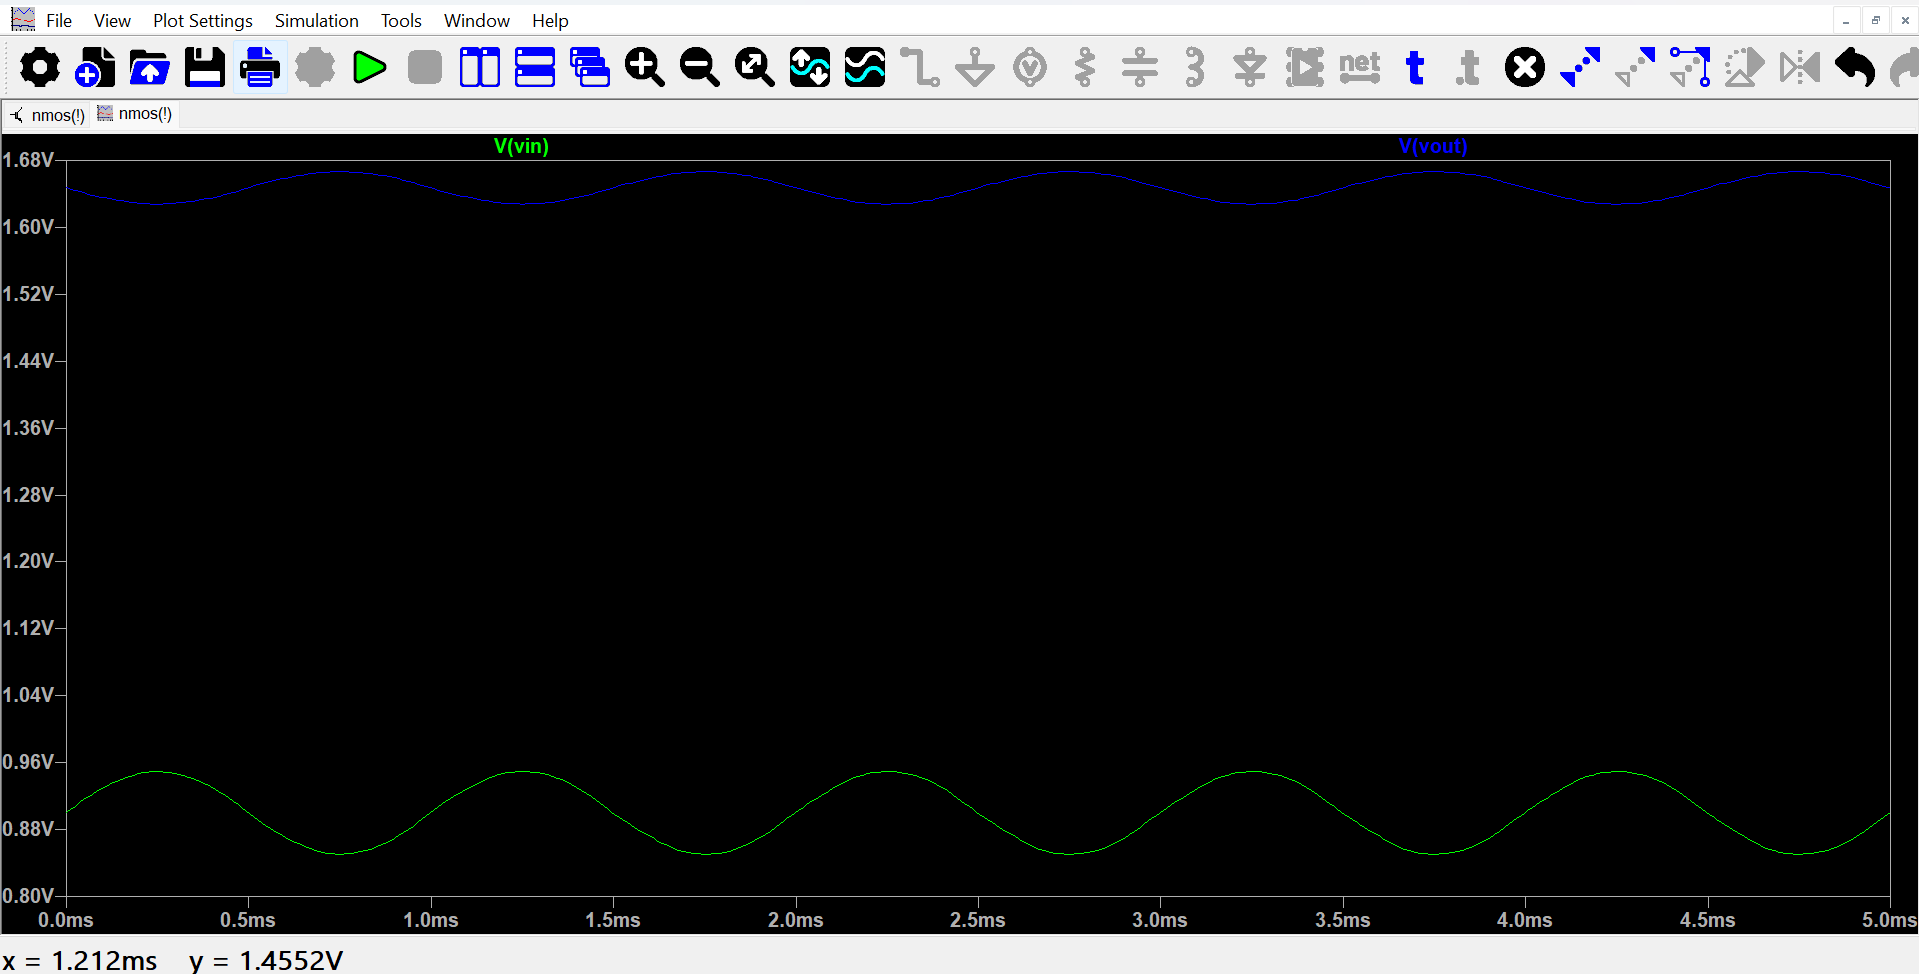 File View Plot Settings Simulation Tools Window Help
net t .t
nmos(!) nmos(!)
V(vin) V(vout)
1.68V
1.60V
1.52V
1.44V
1.36V
1.28V
1.20V
1.12V
1.04V
0.96V
0.88V
0.80V
0.0ms 0.5ms 1.0ms 1.5ms 2.0ms 2.5ms 3.0ms 3.5ms 4.0ms 4.5ms 5.0ms
x = 1.212ms y = 1.4552V